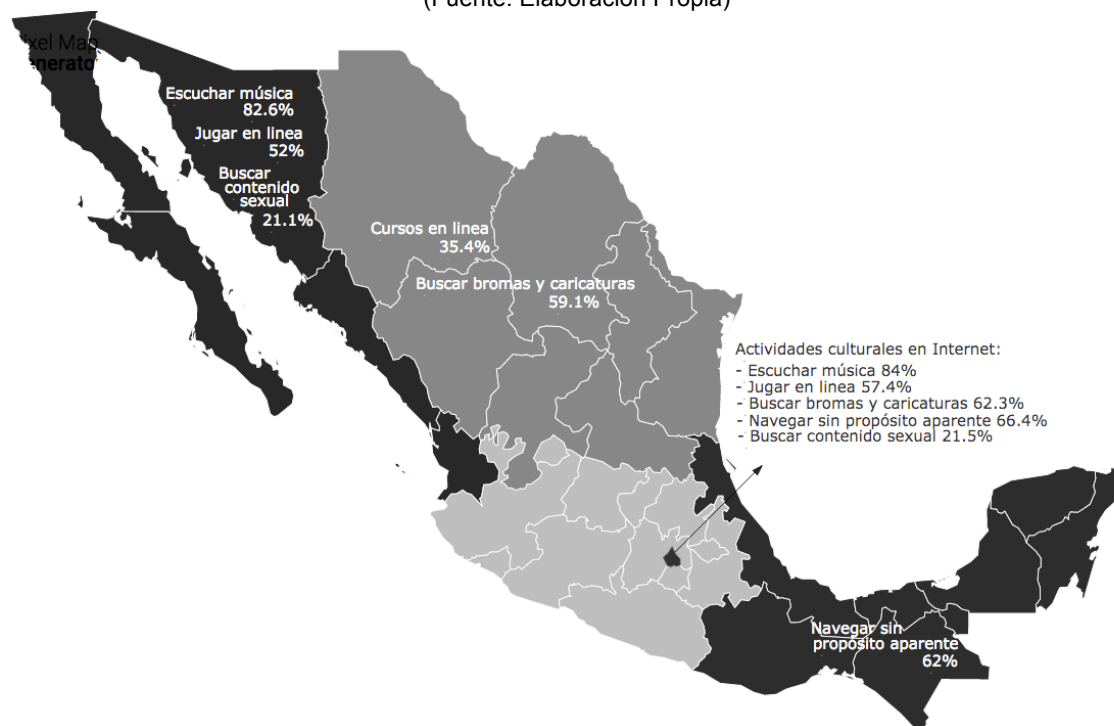 (Fuente: Elaboración Propia)
ixel Map
enerato
Escuchar música
82.6%
Jugar en linea
52%
Buscar
contenido
sexual
21.1%
Cursos en linea
35.4%
Buscar bromas y caricaturas
59.1%
Actividades culturales en Internet:
- Escuchar música 84%
- Jugar en linea 57.4%
- Buscar bromas y caricaturas 62.3%
- Navegar sin propósito aparente 66.4%
- Buscar contenido sexual 21.5%
Navegar sin
propósito aparente
62%